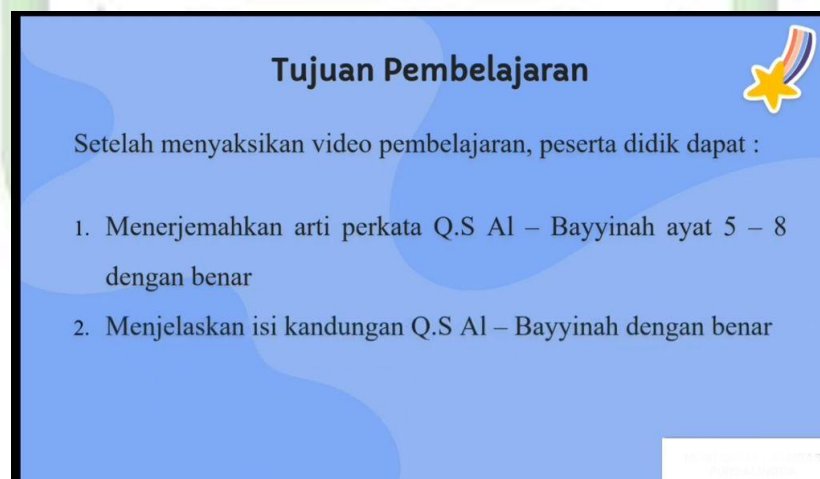 Tujuan Pembelajaran
Setelah menyaksikan video pembelajaran, peserta didik dapat :
1. Menerjemahkan arti perkata Q.S Al – Bayyinah ayat 5 – 8
dengan benar
2. Menjelaskan isi kandungan Q.S Al – Bayyinah dengan benar